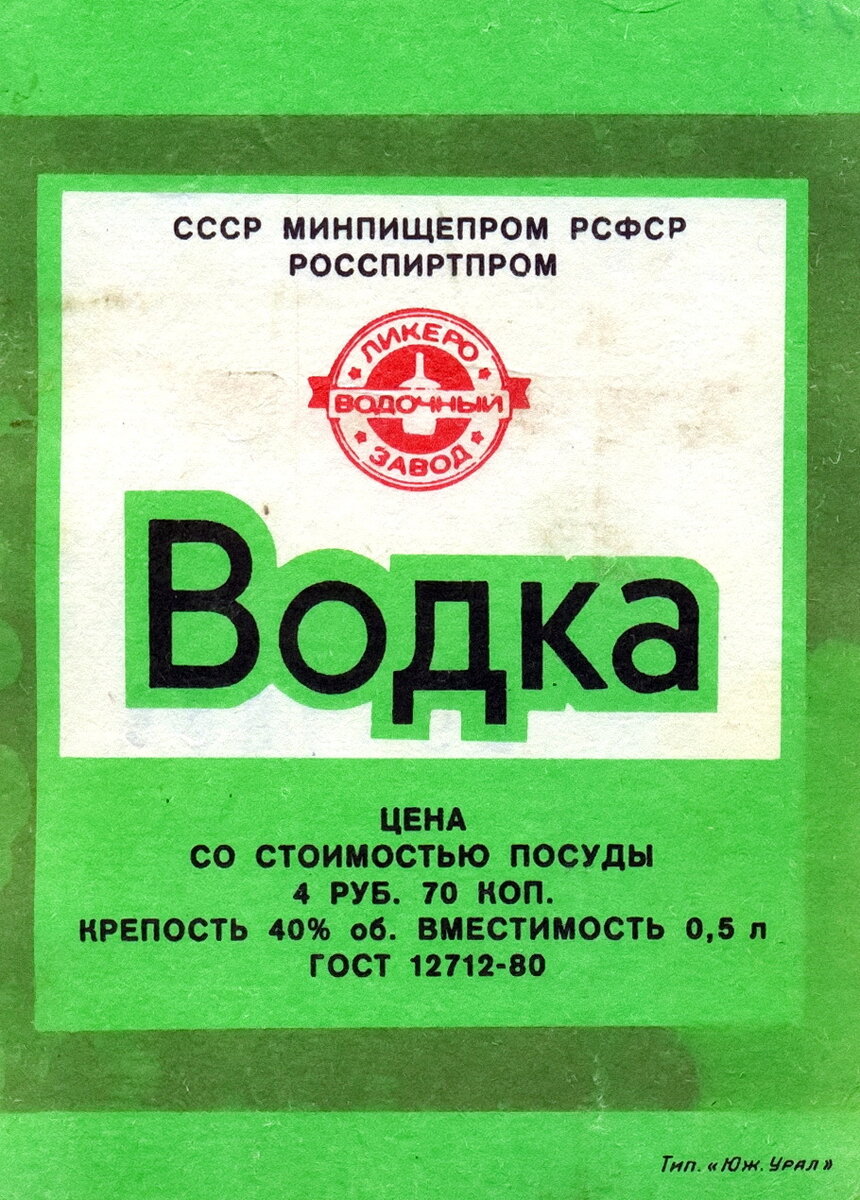 СССР МИНПИЩЕПРОМ РСФСР
РОССПИРТПРОМ
ЛИКЕРО
ВОДОЧНЫЙ
ЗАВОД
Водка
ЦЕНА
СО СТОИМОСТЬЮ ПОСУДЫ
4 РУБ. 70 КОП.
КРЕПОСТЬ 40% об. ВМЕСТИМОСТЬ 0,5 л
ГОСТ 12712-80
Тип. «Юж. Урал»